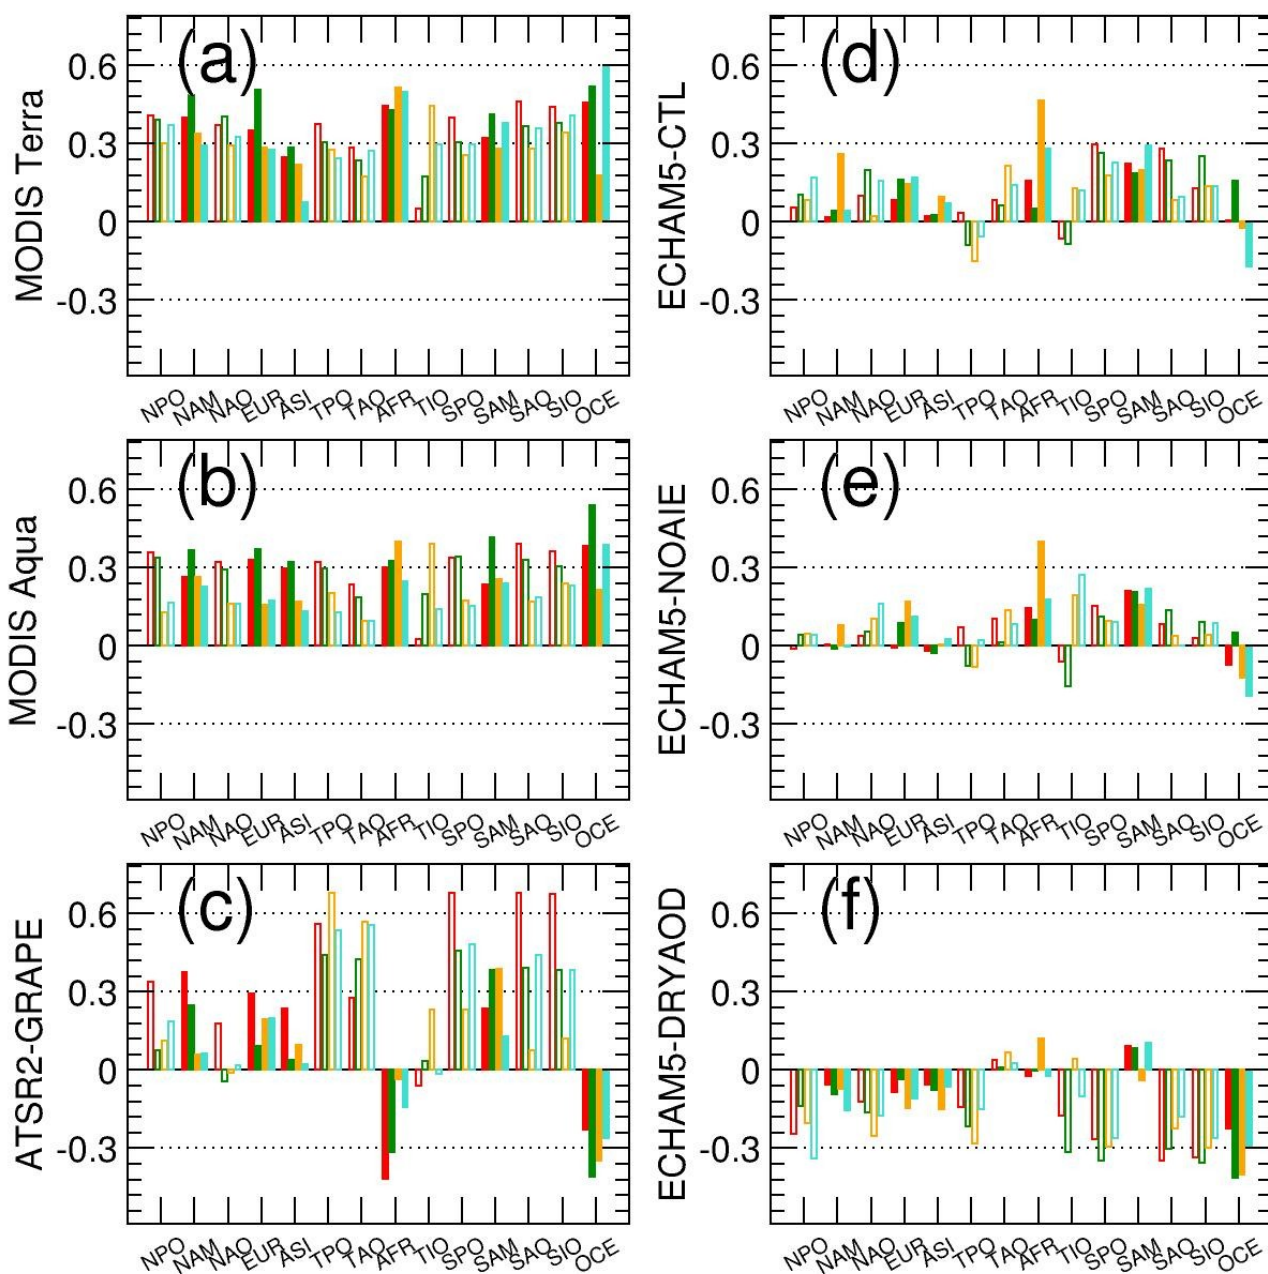 MODIS Terra
(a)
0.6
0.3
0
-0.3
NPO NAM NAO EUR ASI TPO TAO AFR TIO SPO SAM SAO SIO OCE
ECHAM5-CTL
(d)
0.6
0.3
0
-0.3
NPO NAM NAO EUR ASI TPO TAO AFR TIO SPO SAM SAO SIO OCE
MODIS Aqua
(b)
0.6
0.3
0
-0.3
NPO NAM NAO EUR ASI TPO TAO AFR TIO SPO SAM SAO SIO OCE
ECHAM5-NOAIE
(e)
0.6
0.3
0
-0.3
NPO NAM NAO EUR ASI TPO TAO AFR TIO SPO SAM SAO SIO OCE
ATSR2-GRAPE
(c)
0.6
0.3
0
-0.3
NPO NAM NAO EUR ASI TPO TAO AFR TIO SPO SAM SAO SIO OCE
ECHAM5-DRYAOD
(f)
0.6
0.3
0
-0.3
NPO NAM NAO EUR ASI TPO TAO AFR TIO SPO SAM SAO SIO OCE